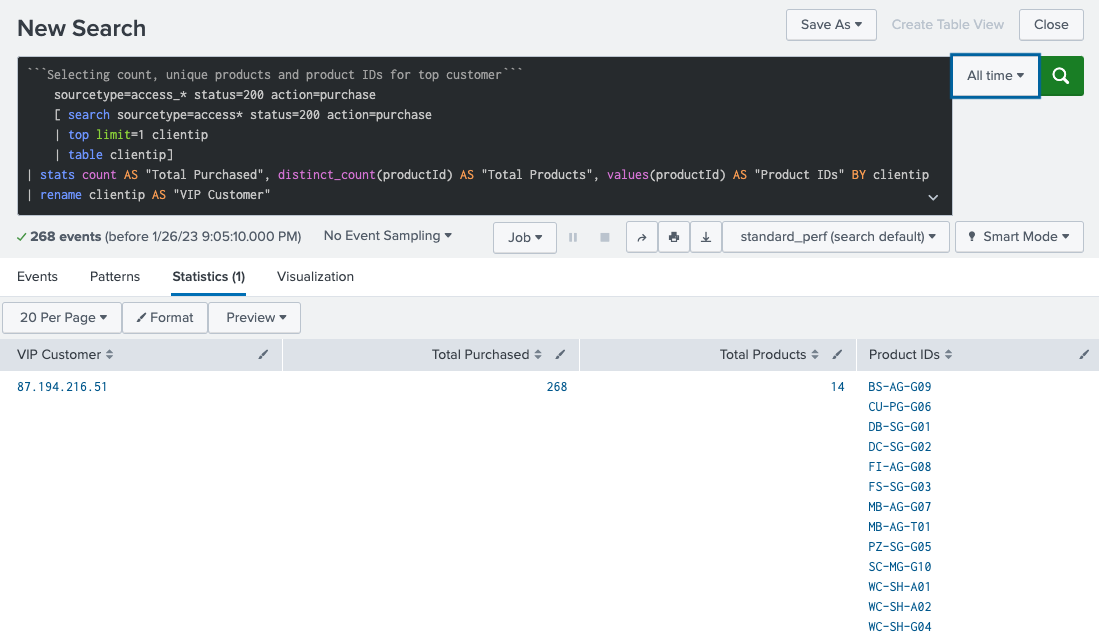 New Search
Save As
Create Table View
Close
```Selecting count, unique products and product IDs for top customer```
sourcetype=access_* status=200 action=purchase
[ search sourcetype=access* status=200 action=purchase
| top limit=1 clientip
| table clientip]
| stats count AS "Total Purchased", distinct_count(productId) AS "Total Products", values(productId) AS "Product IDs" BY clientip
| rename clientip AS "VIP Customer"
All time
268 events (before 1/26/23 9:05:10.000 PM)
No Event Sampling
Job
standard_perf (search default)
Smart Mode
Events
Patterns
Statistics (1)
Visualization
20 Per Page
Format
Preview
VIP Customer
Total Purchased
Total Products
Product IDs
87.194.216.51
268
14
BS-AG-G09
CU-PG-G06
DB-SG-G01
DC-SG-G02
FI-AG-G08
FS-SG-G03
MB-AG-G07
MB-AG-T01
PZ-SG-G05
SC-MG-G10
WC-SH-A01
WC-SH-A02
WC-SH-G04